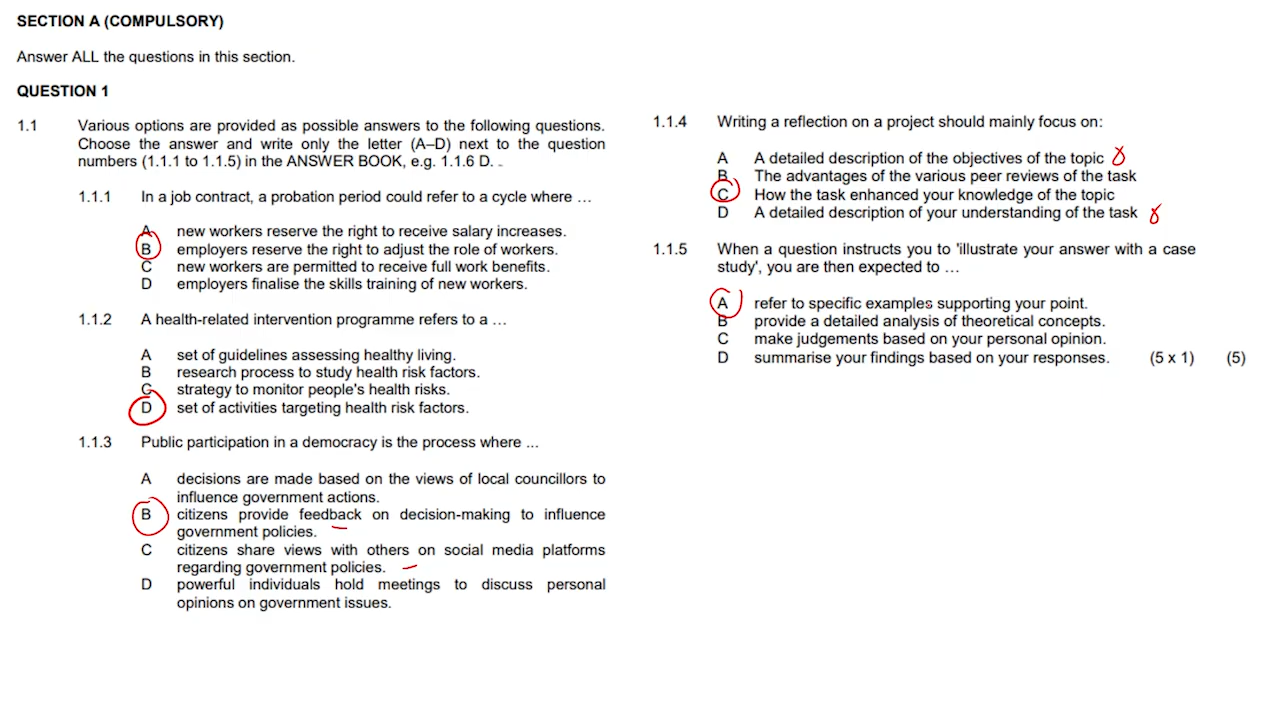 SECTION A (COMPULSORY)
Answer ALL the questions in this section.
QUESTION 1
1.1 Various options are provided as possible answers to the following questions.
Choose the answer and write only the letter (A–D) next to the question
numbers (1.1.1 to 1.1.5) in the ANSWER BOOK, e.g. 1.1.6 D.
1.1.1 In a job contract, a probation period could refer to a cycle where ...
A new workers reserve the right to receive salary increases.
B employers reserve the right to adjust the role of workers.
C new workers are permitted to receive full work benefits.
D employers finalise the skills training of new workers.
1.1.2 A health-related intervention programme refers to a ...
A set of guidelines assessing healthy living.
B research process to study health risk factors.
C strategy to monitor people's health risks.
D set of activities targeting health risk factors.
1.1.3 Public participation in a democracy is the process where ...
A decisions are made based on the views of local councillors to
influence government actions.
B citizens provide feedback on decision-making to influence
government policies.
C citizens share views with others on social media platforms
regarding government policies.
D powerful individuals hold meetings to discuss personal
opinions on government issues.
1.1.4 Writing a reflection on a project should mainly focus on:
A A detailed description of the objectives of the topic
B The advantages of the various peer reviews of the task
C How the task enhanced your knowledge of the topic
D A detailed description of your understanding of the task
1.1.5 When a question instructs you to 'illustrate your answer with a case
study', you are then expected to ...
A refer to specific examples supporting your point.
B provide a detailed analysis of theoretical concepts.
C make judgements based on your personal opinion.
D summarise your findings based on your responses. (5 x 1) (5)